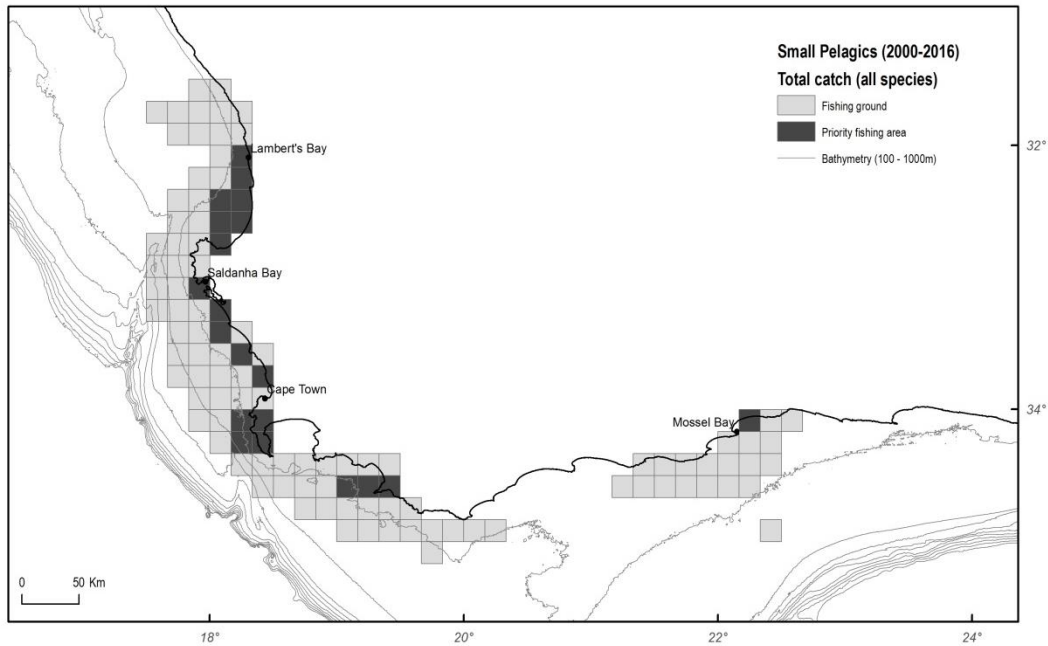 Small Pelagics (2000-2016)
Total catch (all species)
Fishing ground
Priority fishing area
Bathymetry (100 - 1000m)
32°
Lambert's Bay
Saldanha Bay
Cape Town
34°
Mossel Bay
0 50 Km
18° 20° 22° 24°